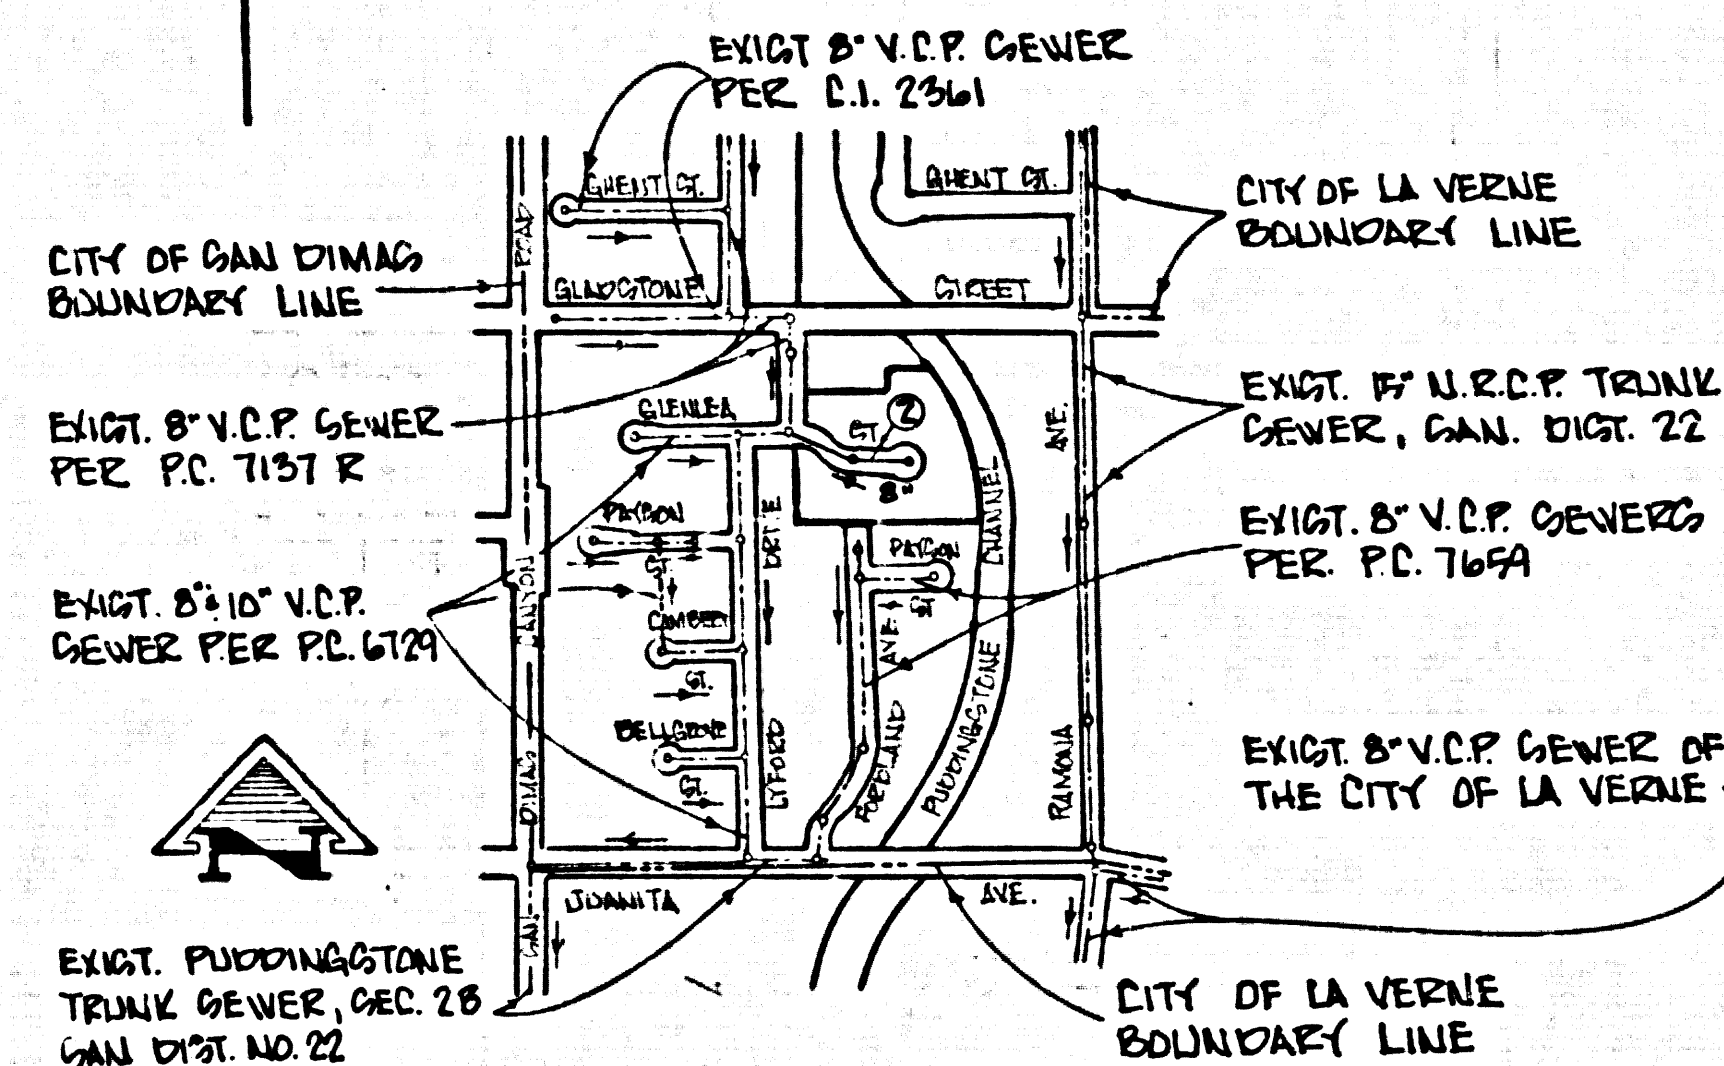 EXIST 8" V.C.P. SEWER
PER C.I. 2361
GHENT ST.
GHENT ST.
CITY OF LA VERNE
BOUNDARY LINE
CITY OF SAN DIMAS
BOUNDARY LINE
ROAD
GLADSTONE
STREET
EXIST. 8" V.C.P. SEWER
PER P.C. 7137 R
GLENLEA
ST.
2
8"
AVE.
EXIST. 15" N.R.C.P. TRUNK
SEWER, SAN. DIST. 22
PAYSON
ST.
DRIVE
CHANNEL
PAYSON
ST.
EXIST. 8" V.C.P. SEWERS
PER. P.C. 7659
EXIST. 8" & 10" V.C.P.
SEWER PER P.C. 6729
CANYON
ST.
AVE.
PUDDINGSTONE
BELLGROVE
ST.
LYFORD
FORDLAND
RAMONA
DIMAS
EXIST. 8" V.C.P. SEWER OF
THE CITY OF LA VERNE
N
JUANITA
AVE.
SAN
EXIST. PUDDINGSTONE
TRUNK SEWER, SEC. 2B
SAN DIST. NO. 22
CITY OF LA VERNE
BOUNDARY LINE